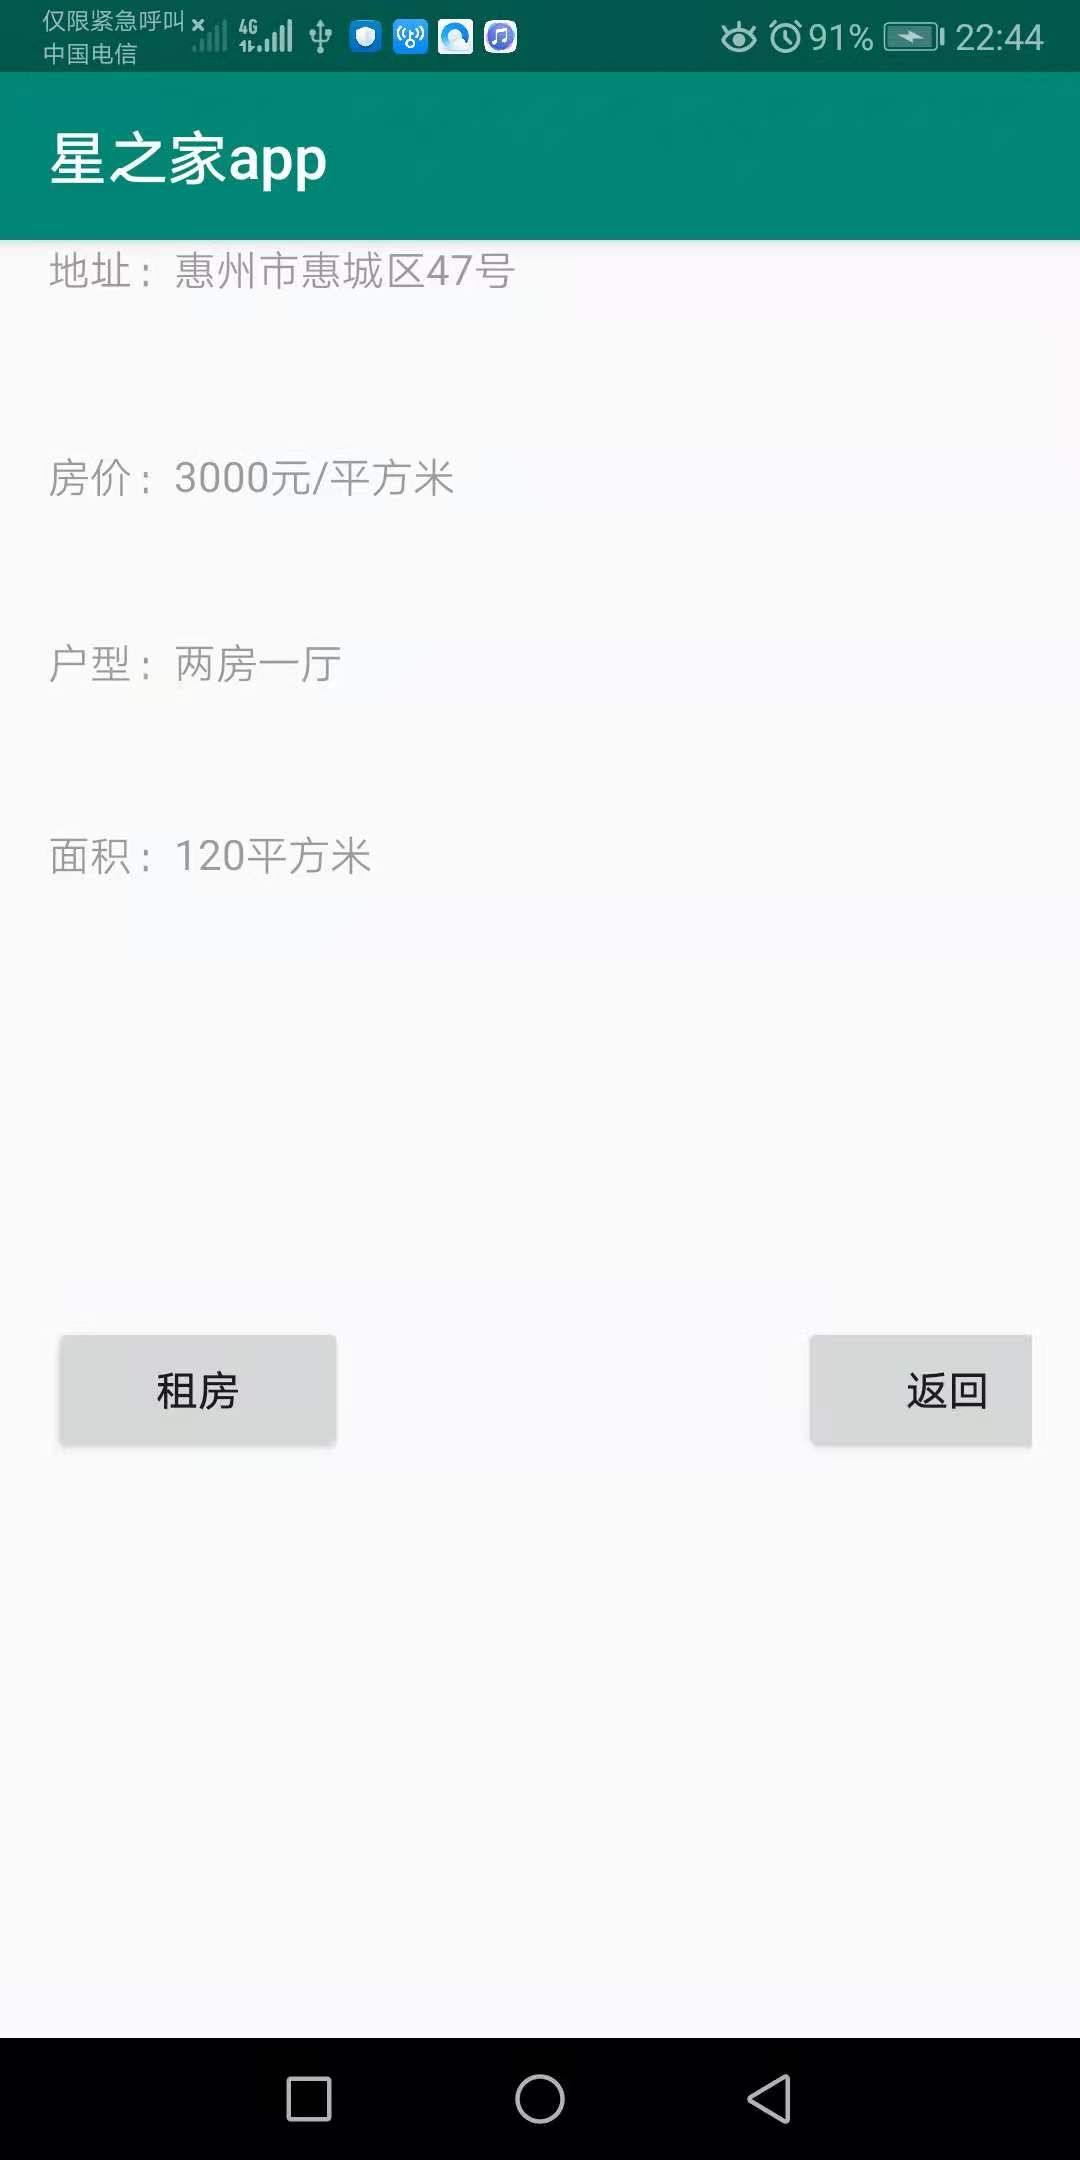 仅限紧急呼叫
中国电信
4G
91%
22:44
星之家app
地址：惠州市惠城区47号
房价：3000元/平方米
户型：两房一厅
面积：120平方米
租房
返回